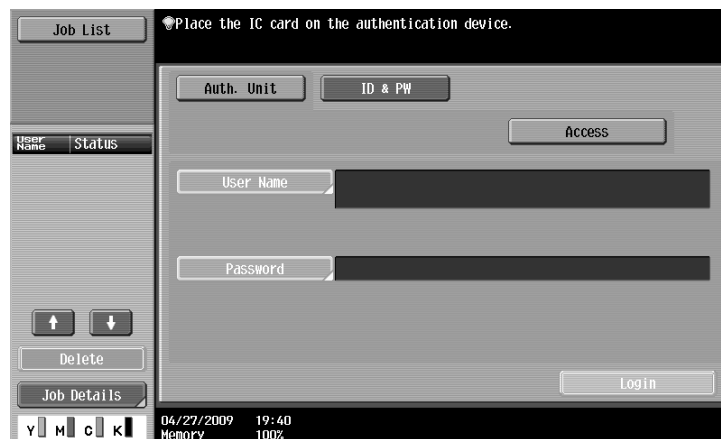 Job List
Place the IC card on the authentication device.
Auth. Unit
ID & PW
Access
User Name
Status
User Name
Password
Delete
Job Details
Login
Y M C K
04/27/2009 19:40
Memory 100%